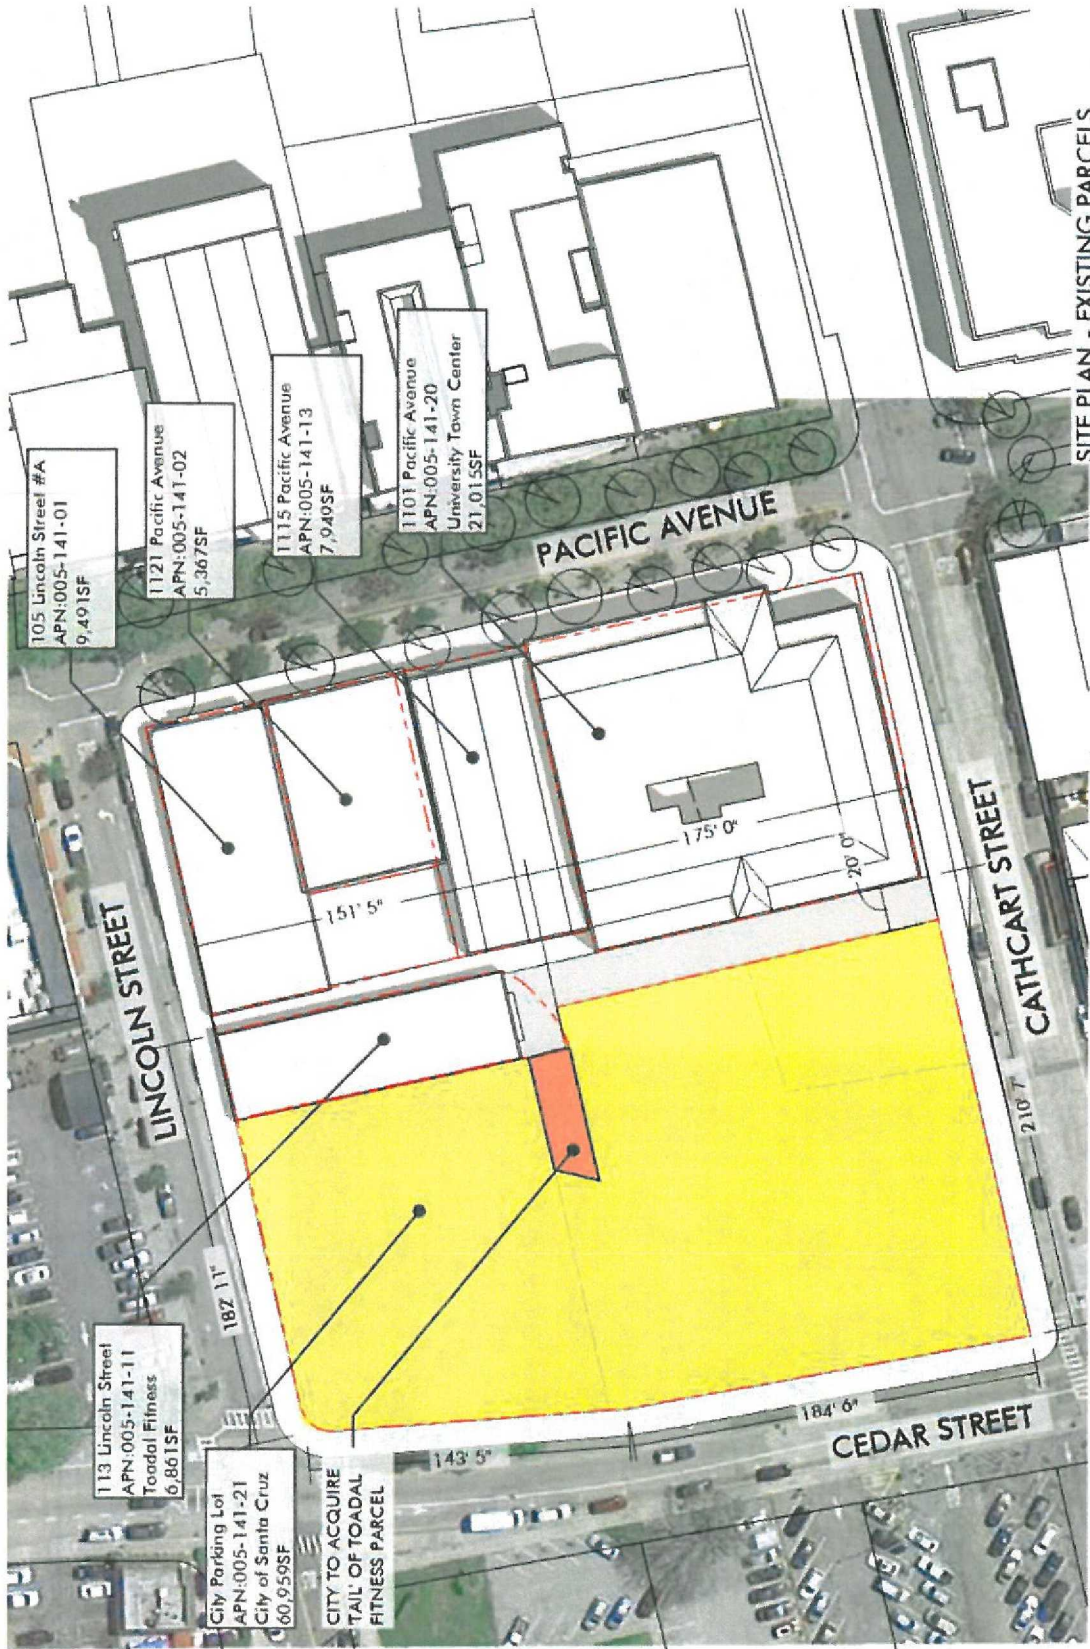 105 Lincoln Street #A
APN:005-141-01
9,491SF
1121 Pacific Avenue
APN:005-141-02
5,367SF
1115 Pacific Avenue
APN:005-141-13
7,949SF
1101 Pacific Avenue
APN:005-141-20
University Town Center
21,015SF
113 Lincoln Street
APN:005-141-11
Toadal Fitness
6,861SF
City Parking Lot
APN:005-141-21
City of Santa Cruz
60,959SF
CITY TO ACQUIRE
'TAIL' OF TOADAL
FITNESS PARCEL
LINCOLN STREET
PACIFIC AVENUE
CATHCART STREET
CEDAR STREET
182' 11"
151' 5"
175' 0"
20' 0"
210' 7
143' 5"
184' 6"
SITE PLAN - EXISTING PARCELS